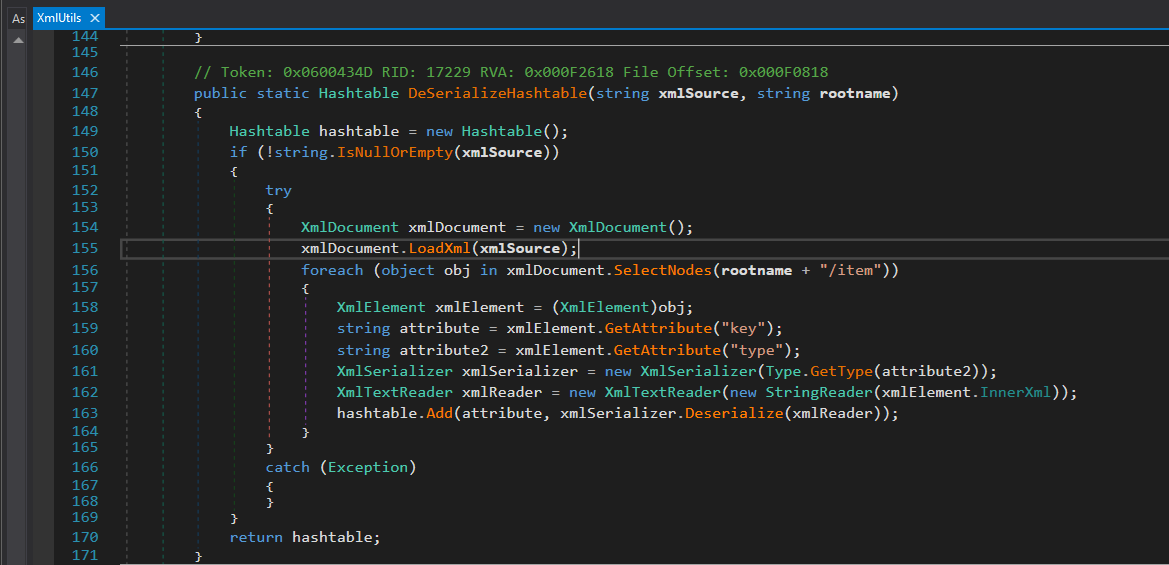 As XmlUtils ×
144 }
145
146 // Token: 0x0600434D RID: 17229 RVA: 0x000F2618 File Offset: 0x000F0818
147 public static Hashtable DeSerializeHashtable(string xmlSource, string rootname)
148 {
149 Hashtable hashtable = new Hashtable();
150 if (!string.IsNullOrEmpty(xmlSource))
151 {
152 try
153 {
154 XmlDocument xmlDocument = new XmlDocument();
155 xmlDocument.LoadXml(xmlSource);
156 foreach (object obj in xmlDocument.SelectNodes(rootname + "/item"))
157 {
158 XmlElement xmlElement = (XmlElement)obj;
159 string attribute = xmlElement.GetAttribute("key");
160 string attribute2 = xmlElement.GetAttribute("type");
161 XmlSerializer xmlSerializer = new XmlSerializer(Type.GetType(attribute2));
162 XmlTextReader xmlReader = new XmlTextReader(new StringReader(xmlElement.InnerXml));
163 hashtable.Add(attribute, xmlSerializer.Deserialize(xmlReader));
164 }
165 }
166 catch (Exception)
167 {
168 }
169 }
170 return hashtable;
171 }